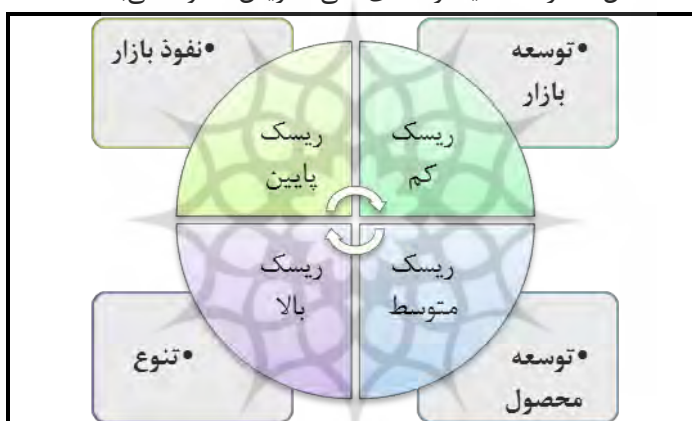 •توسعه
بازار
•نفوذ بازار
ریسک
کم
ریسک
پایین
ریسک
متوسط
ریسک
بالا
•توسعه
محصول
•تنوع